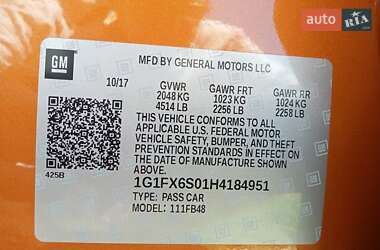 auto RIA
GM
MFD BY GENERAL MOTORS LLC
10/17 GVWR GAWR FRT GAWR RR
2048 KG 1023 KG 1024 KG
4514 LB 2256 LB 2258 LB
THIS VEHICLE CONFORMS TO ALL
APPLICABLE U.S. FEDERAL MOTOR
VEHICLE SAFETY, BUMPER, AND THEFT
PREVENTION STANDARDS IN EFFECT ON
THE DATE OF MANUFACTURE SHOWN
ABOVE.
425B
1G1FX6S01H4184951
TYPE: PASS CAR
MODEL: 111FB48